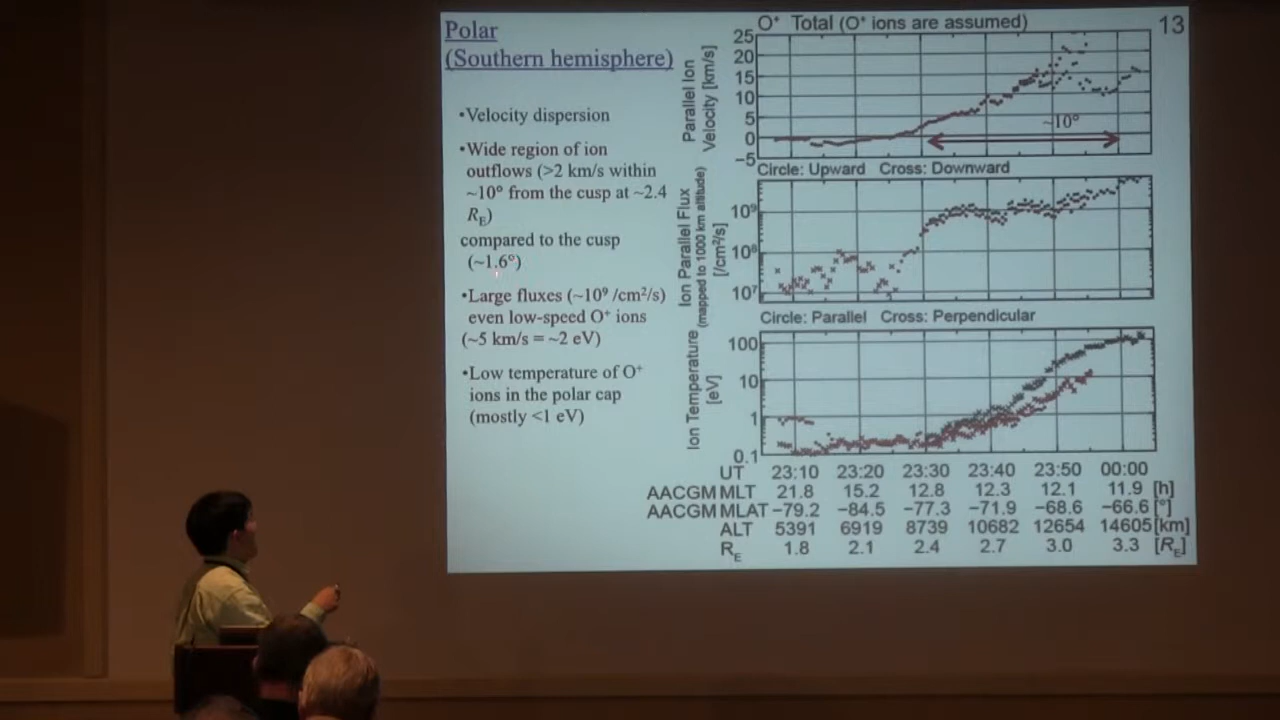 Polar
(Southern hemisphere)
•Velocity dispersion
•Wide region of ion
outflows (>2 km/s within
~10° from the cusp at ~2.4
R_E)
compared to the cusp
(~1.6°)
•Large fluxes (~10⁹ /cm²/s)
even low-speed O⁺ ions
(~5 km/s = ~2 eV)
•Low temperature of O⁺
ions in the polar cap
(mostly <1 eV)
O⁺ Total (O⁺ ions are assumed)
13
Parallel Ion
Velocity [km/s]
25
20
15
10
5
0
−5
~10°
Circle: Upward Cross: Downward
Ion Parallel Flux
(mapped to 1000 km altitude)
[/cm²/s]
10⁹
10⁸
10⁷
Circle: Parallel Cross: Perpendicular
Ion Temperature
[eV]
100
10
1
0.1
UT 23:10 23:20 23:30 23:40 23:50 00:00
AACGM MLT 21.8 15.2 12.8 12.3 12.1 11.9 [h]
AACGM MLAT −79.2 −84.5 −77.3 −71.9 −68.6 −66.6 [°]
ALT 5391 6919 8739 10682 12654 14605 [km]
R_E 1.8 2.1 2.4 2.7 3.0 3.3 [R_E]